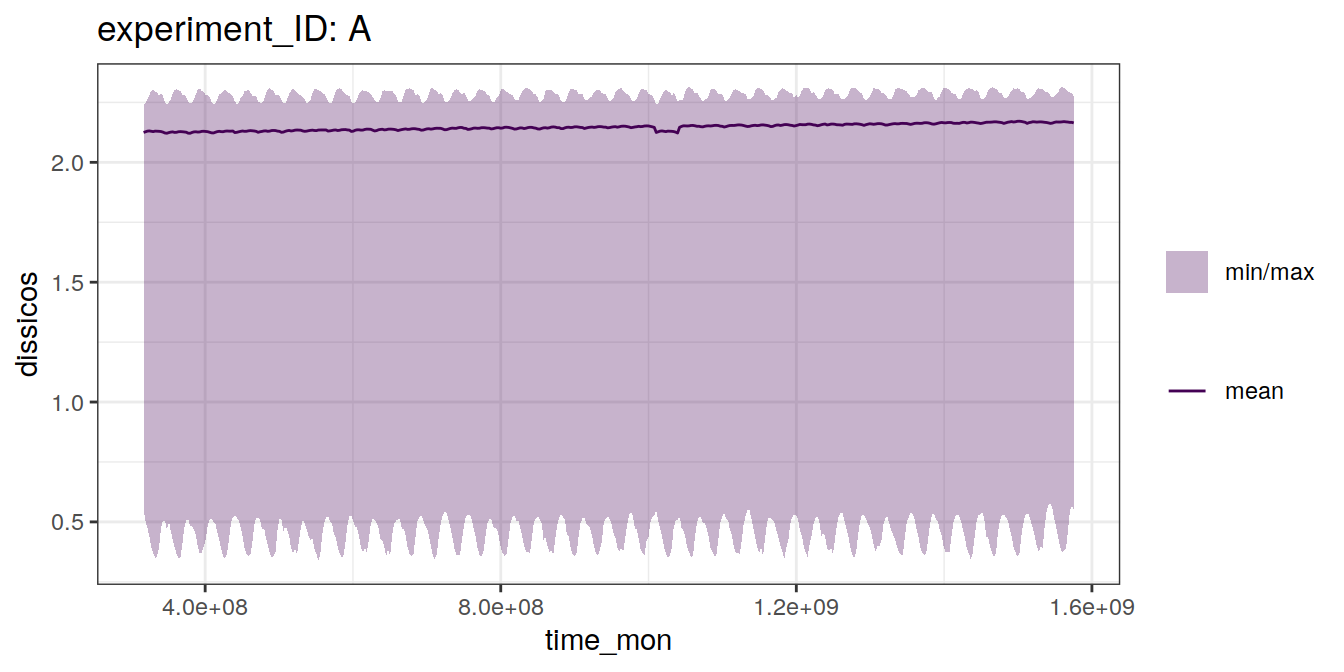 experiment_ID: A
dissicos
2.0
1.5
1.0
0.5
4.0e+08 8.0e+08 1.2e+09 1.6e+09
time_mon
min/max
mean